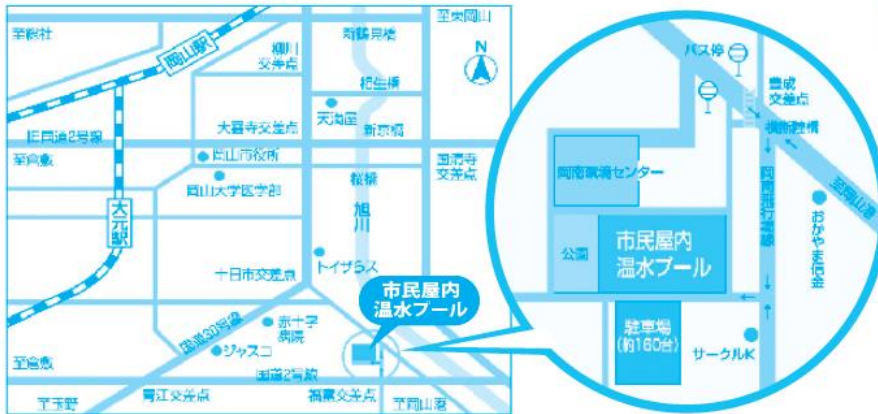 至総社
岡山駅
柳川
交差点
新鶴見橋
至東岡山
N
相生橋
天満屋
旧国道2号線
大雲寺交差点
新京橋
至倉敷
岡山市役所
国清寺
交差点
岡山大学医学部
桜橋
旭川
大元駅
十日市交差点
トイザらス
市民屋内
温水プール
国道30号線
赤十字
病院
ジャスコ
至倉敷
国道2号線
至玉野
青江交差点
福富交差点
至岡山港
バス停
豊成
交差点
横断陸橋
岡南環境センター
岡南飛行場線
至岡山港
おかやま信金
公園
市民屋内
温水プール
駐車場
(約160台)
サークルK